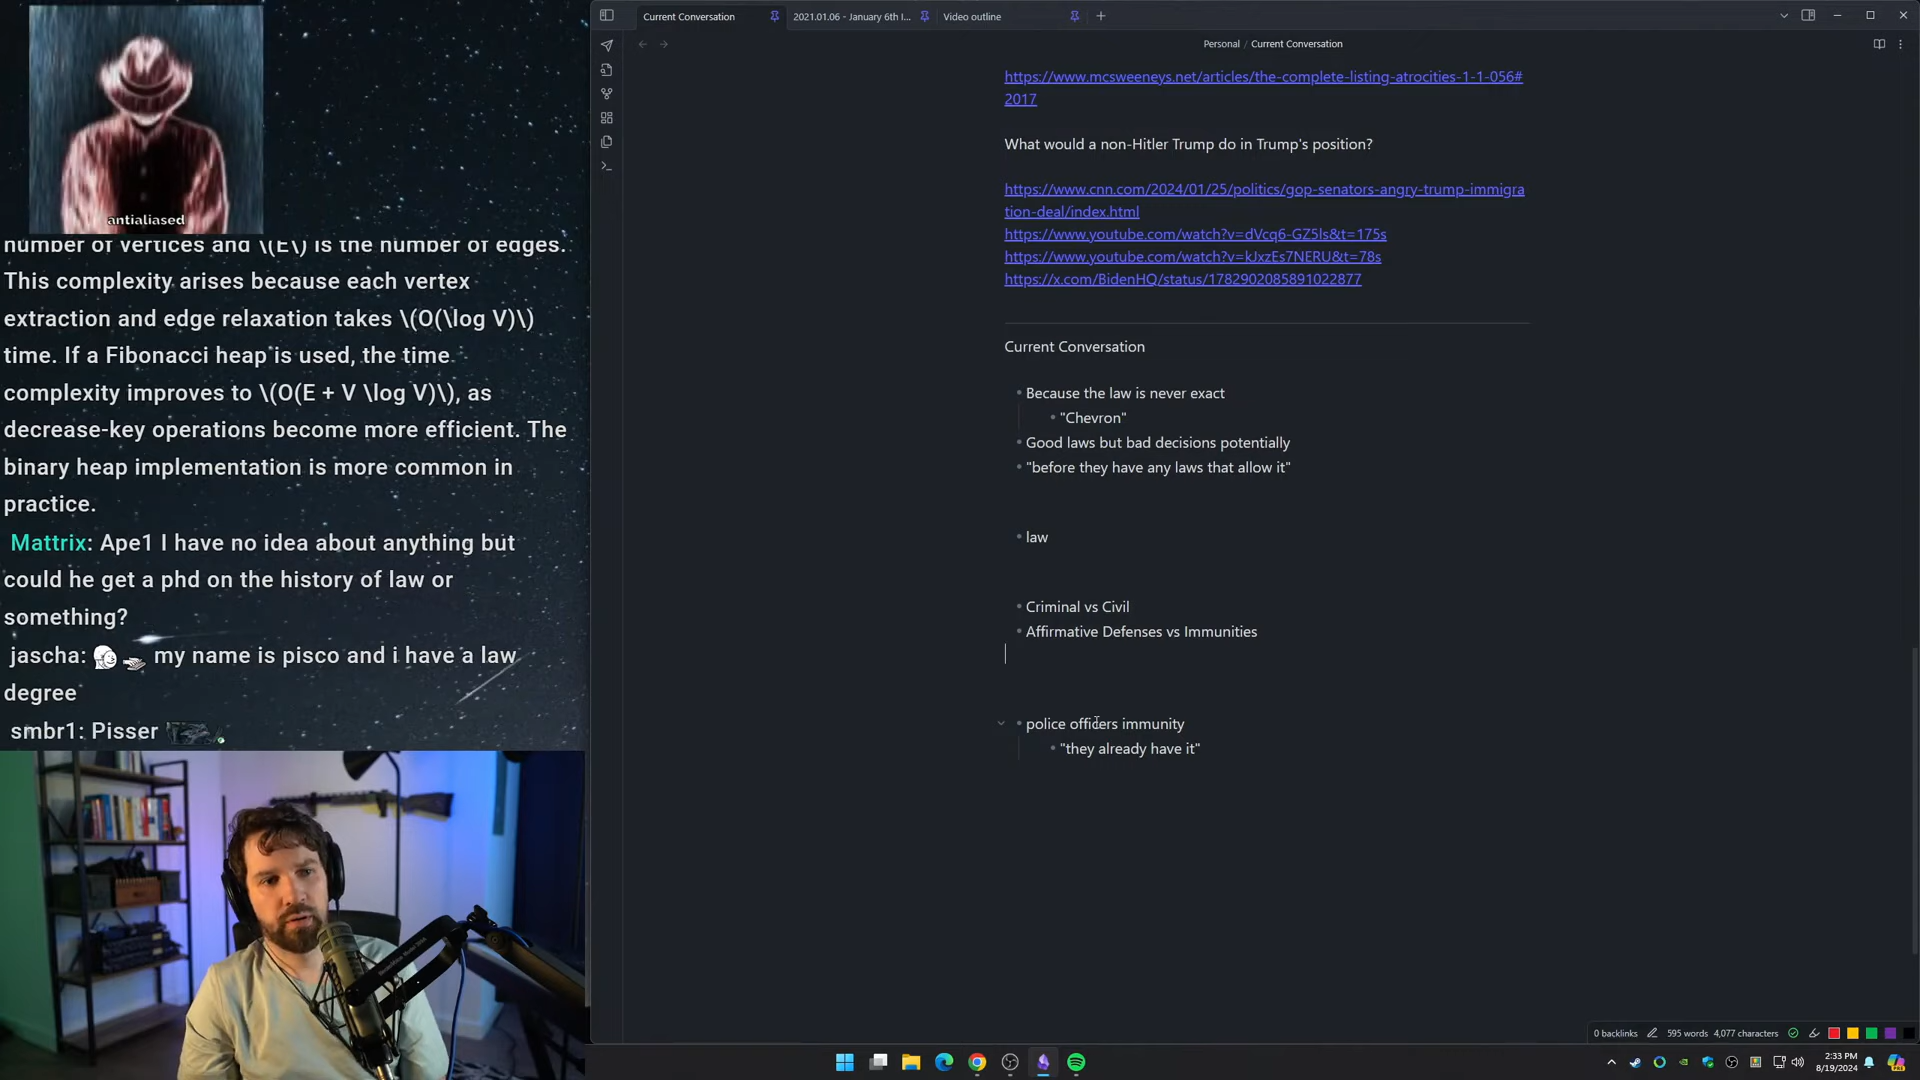 Current Conversation
2021.01.06 - January 6th I...
Video outline
Personal / Current Conversation
antialiased
number of vertices and \(E\) is the number of edges.
This complexity arises because each vertex
extraction and edge relaxation takes \(O(\log V)\)
time. If a Fibonacci heap is used, the time
complexity improves to \(O(E + V \log V)\), as
decrease-key operations become more efficient. The
binary heap implementation is more common in
practice.
Mattrix: Ape1 I have no idea about anything but
could he get a phd on the history of law or
something?
jascha: my name is pisco and i have a law
degree
smbr1: Pisser
https://www.mcsweeneys.net/articles/the-complete-listing-atrocities-1-1-056#
2017
What would a non-Hitler Trump do in Trump's position?
https://www.cnn.com/2024/01/25/politics/gop-senators-angry-trump-immigra
tion-deal/index.html
https://www.youtube.com/watch?v=dVcq6-GZ5ls&t=175s
https://www.youtube.com/watch?v=kJxzEs7NERU&t=78s
https://x.com/BidenHQ/status/1782902085891022877
Current Conversation
• Because the law is never exact
• "Chevron"
• Good laws but bad decisions potentially
• "before they have any laws that allow it"
• law
• Criminal vs Civil
• Affirmative Defenses vs Immunities
• police officers immunity
• "they already have it"
0 backlinks 595 words 4,077 characters
2:33 PM
8/19/2024